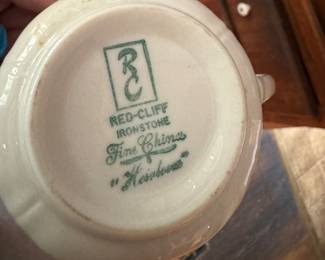 RC
RED-CLIFF
IRONSTONE
Fine China
"Heirloom"